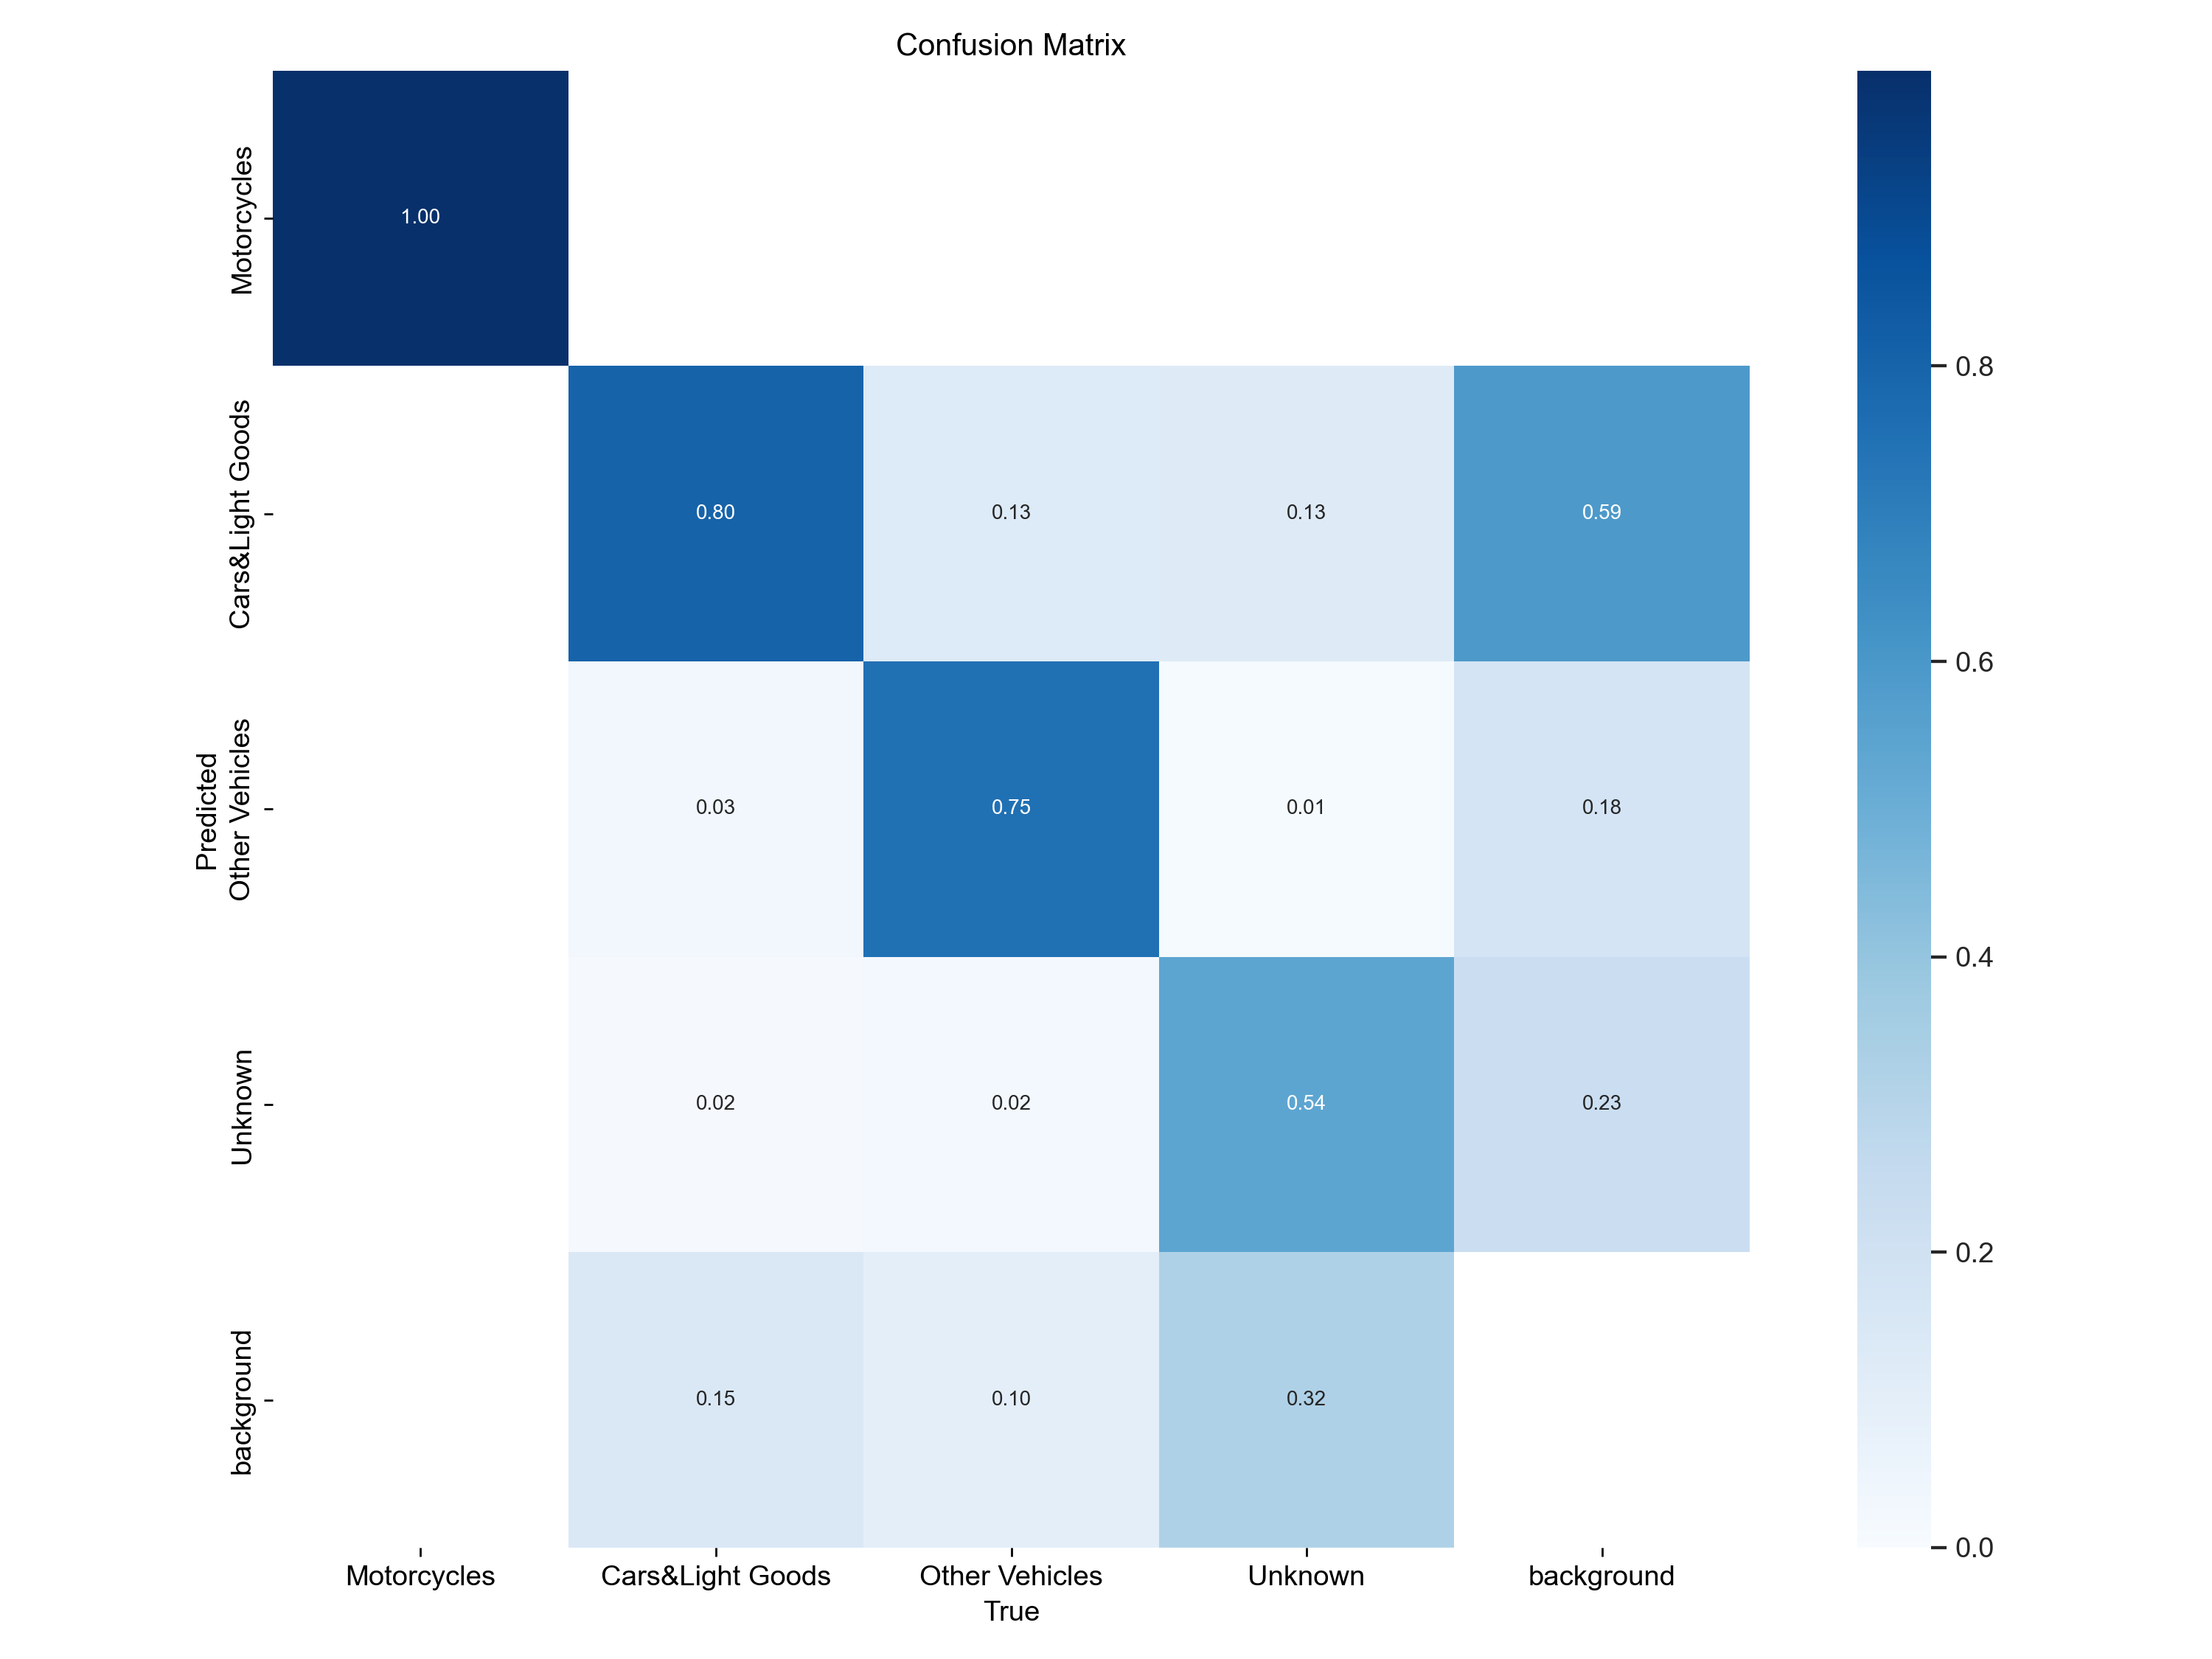 Confusion Matrix
Motorcycles
1.00
Cars&Light Goods
0.80 0.13 0.13 0.59
Predicted
Other Vehicles
0.03 0.75 0.01 0.18
Unknown
0.02 0.02 0.54 0.23
background
0.15 0.10 0.32
Motorcycles Cars&Light Goods Other Vehicles Unknown background
True
0.8
0.6
0.4
0.2
0.0